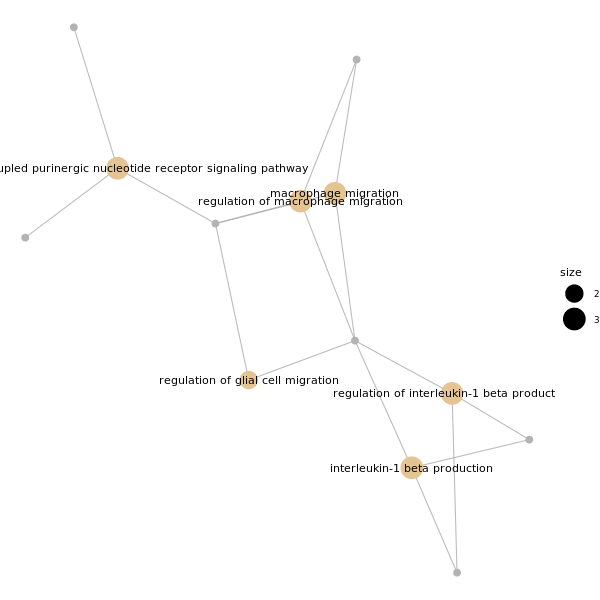 upled purinergic nucleotide receptor signaling pathway
macrophage migration
regulation of macrophage migration
size
2
3
regulation of glial cell migration
regulation of interleukin-1 beta product
interleukin-1 beta production